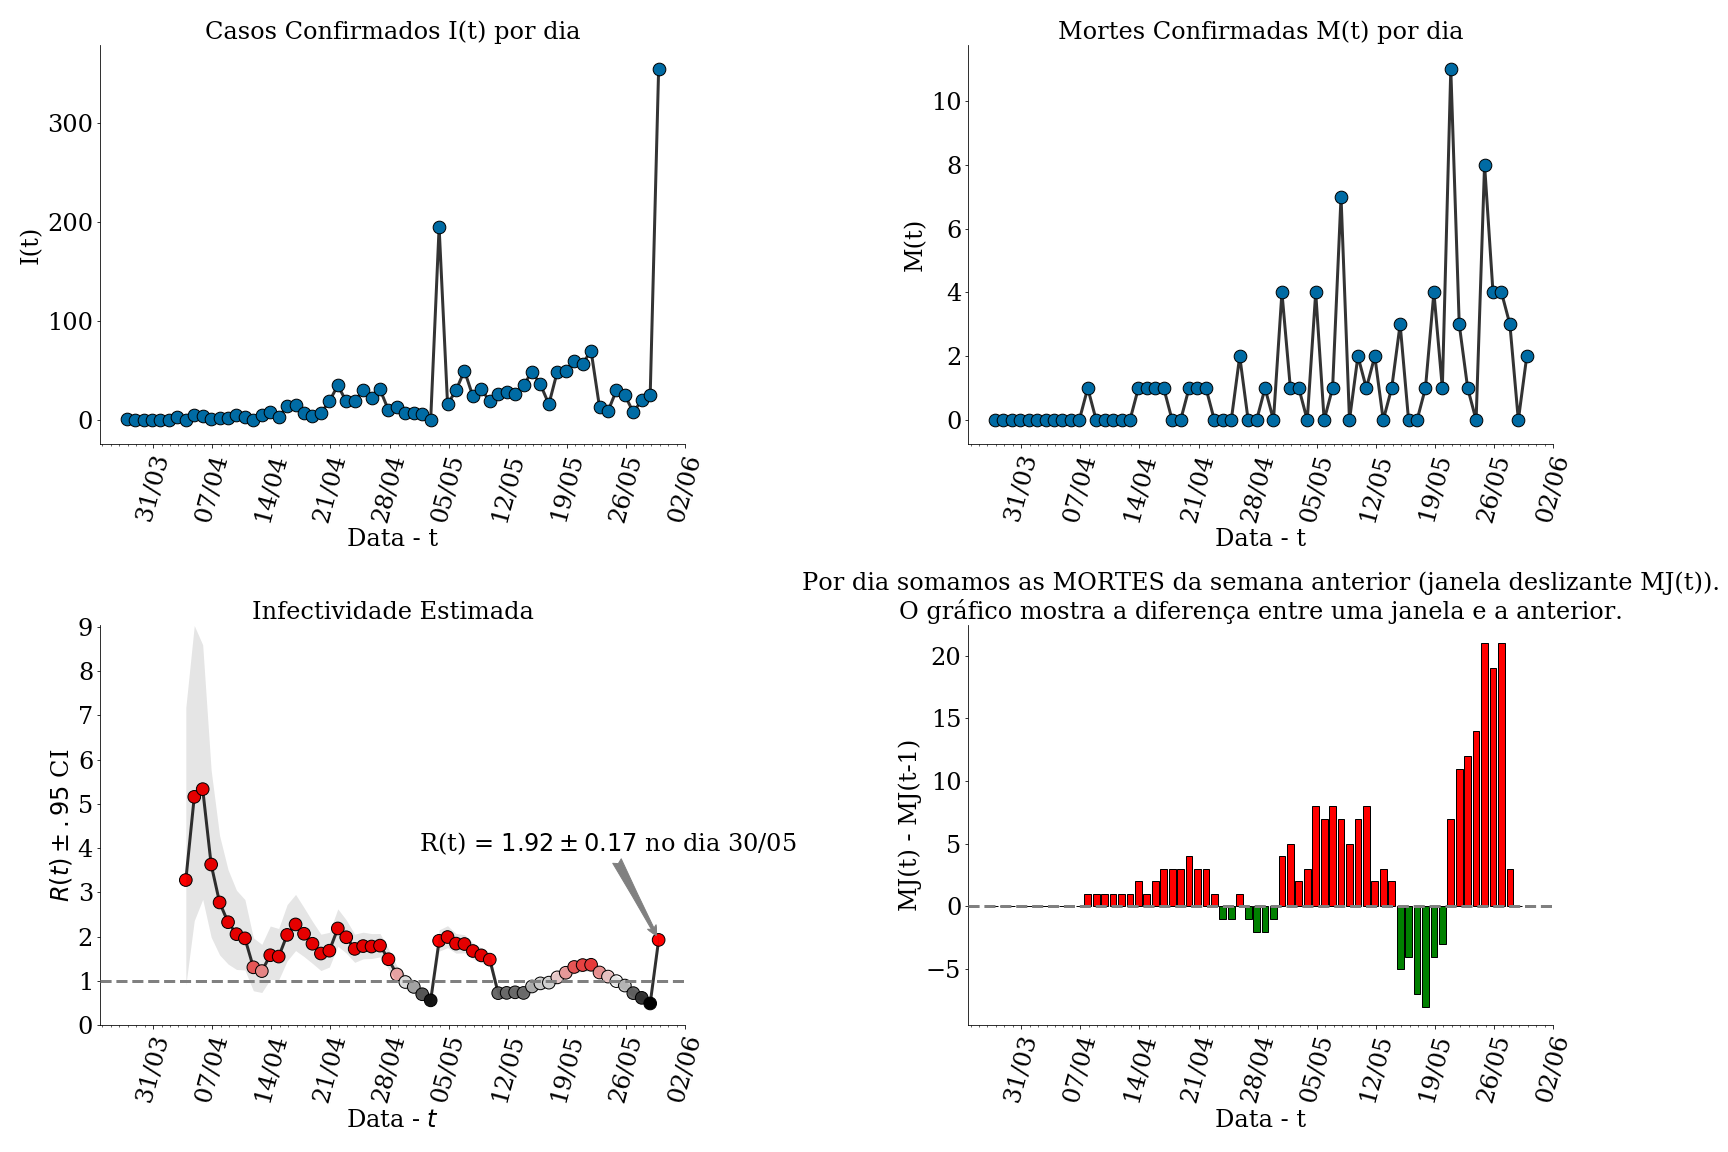 Casos Confirmados I(t) por dia
I(t)
300
200
100
0
31/03 07/04 14/04 21/04 28/04 05/05 12/05 19/05 26/05 02/06
Data - t
Mortes Confirmadas M(t) por dia
M(t)
10
8
6
4
2
0
31/03 07/04 14/04 21/04 28/04 05/05 12/05 19/05 26/05 02/06
Data - t
Infectividade Estimada
R(t) ± .95 CI
9
8
7
6
5
4
3
2
1
0
R(t) = 1.92 ± 0.17 no dia 30/05
31/03 07/04 14/04 21/04 28/04 05/05 12/05 19/05 26/05 02/06
Data - t
Por dia somamos as MORTES da semana anterior (janela deslizante MJ(t)).
O gráfico mostra a diferença entre uma janela e a anterior.
MJ(t) - MJ(t-1)
20
15
10
5
0
−5
31/03 07/04 14/04 21/04 28/04 05/05 12/05 19/05 26/05 02/06
Data - t